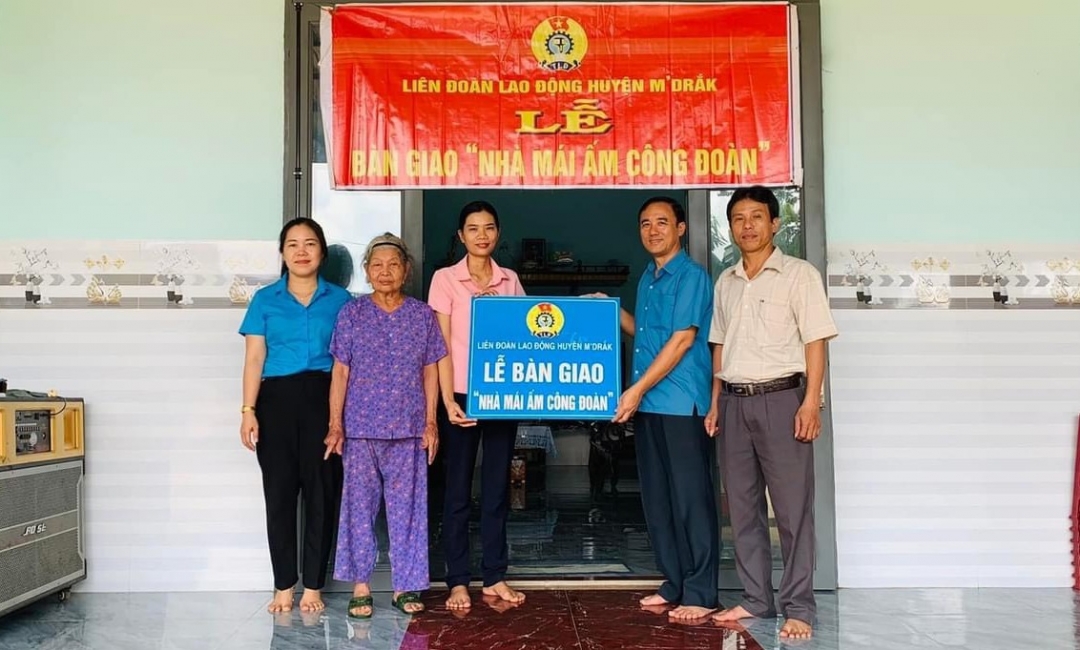 LIÊN ĐOÀN LAO ĐỘNG HUYỆN M'DRẮK
LỄ
BÀN GIAO "NHÀ MÁI ẤM CÔNG ĐOÀN"
LIÊN ĐOÀN LAO ĐỘNG HUYỆN M'DRẮK
LỄ BÀN GIAO
"NHÀ MÁI ẤM CÔNG ĐOÀN"